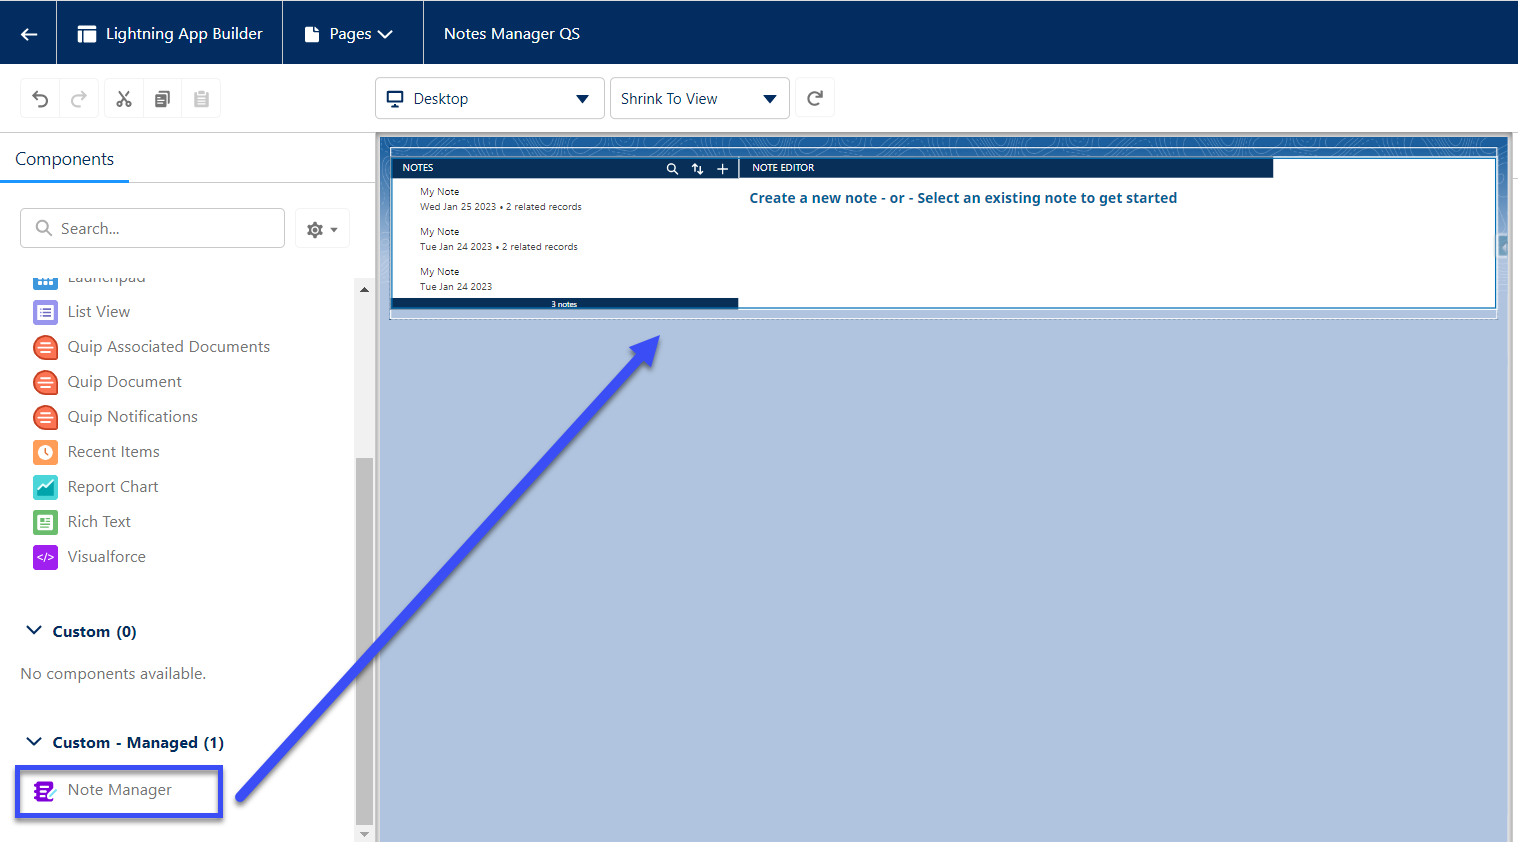 Lightning App Builder
Pages
Notes Manager QS
Desktop
Shrink To View
Components
Search...
Launchpad
List View
Quip Associated Documents
Quip Document
Quip Notifications
Recent Items
Report Chart
Rich Text
</>
Visualforce
Custom (0)
No components available.
Custom - Managed (1)
Note Manager
NOTES
NOTE EDITOR
My Note
Wed Jan 25 2023 • 2 related records
My Note
Tue Jan 24 2023 • 2 related records
My Note
Tue Jan 24 2023
3 notes
Create a new note - or - Select an existing note to get started